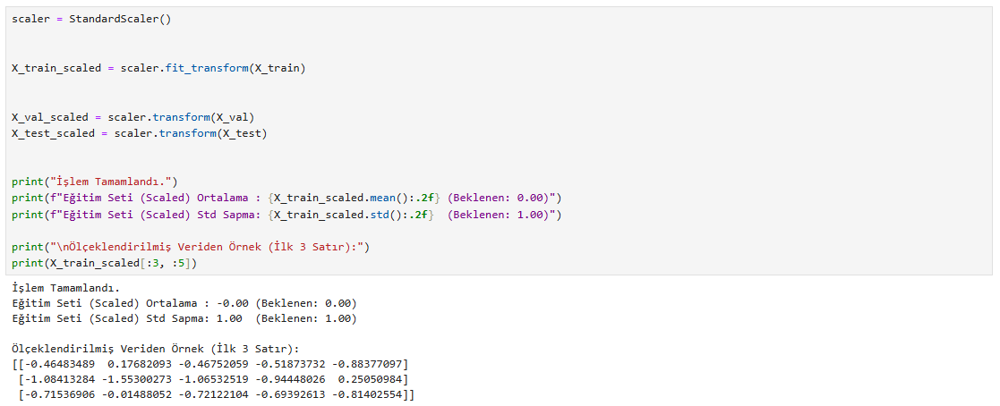 scaler = StandardScaler()
X_train_scaled = scaler.fit_transform(X_train)
X_val_scaled = scaler.transform(X_val)
X_test_scaled = scaler.transform(X_test)
print("İşlem Tamamlandı.")
print(f"Eğitim Seti (Scaled) Ortalama : {X_train_scaled.mean():.2f} (Beklenen: 0.00)")
print(f"Eğitim Seti (Scaled) Std Sapma: {X_train_scaled.std():.2f}  (Beklenen: 1.00)")
print("\nÖlçeklendirilmiş Veriden Örnek (İlk 3 Satır):")
print(X_train_scaled[:3, :5])
İşlem Tamamlandı.
Eğitim Seti (Scaled) Ortalama : -0.00 (Beklenen: 0.00)
Eğitim Seti (Scaled) Std Sapma: 1.00  (Beklenen: 1.00)
Ölçeklendirilmiş Veriden Örnek (İlk 3 Satır):
[[-0.46483489  0.17682093 -0.46752059 -0.51873732 -0.88377097]
 [-1.08413284 -1.55300273 -1.06532519 -0.94448026  0.25050984]
 [-0.71536906 -0.01488052 -0.72122104 -0.69392613 -0.81402554]]